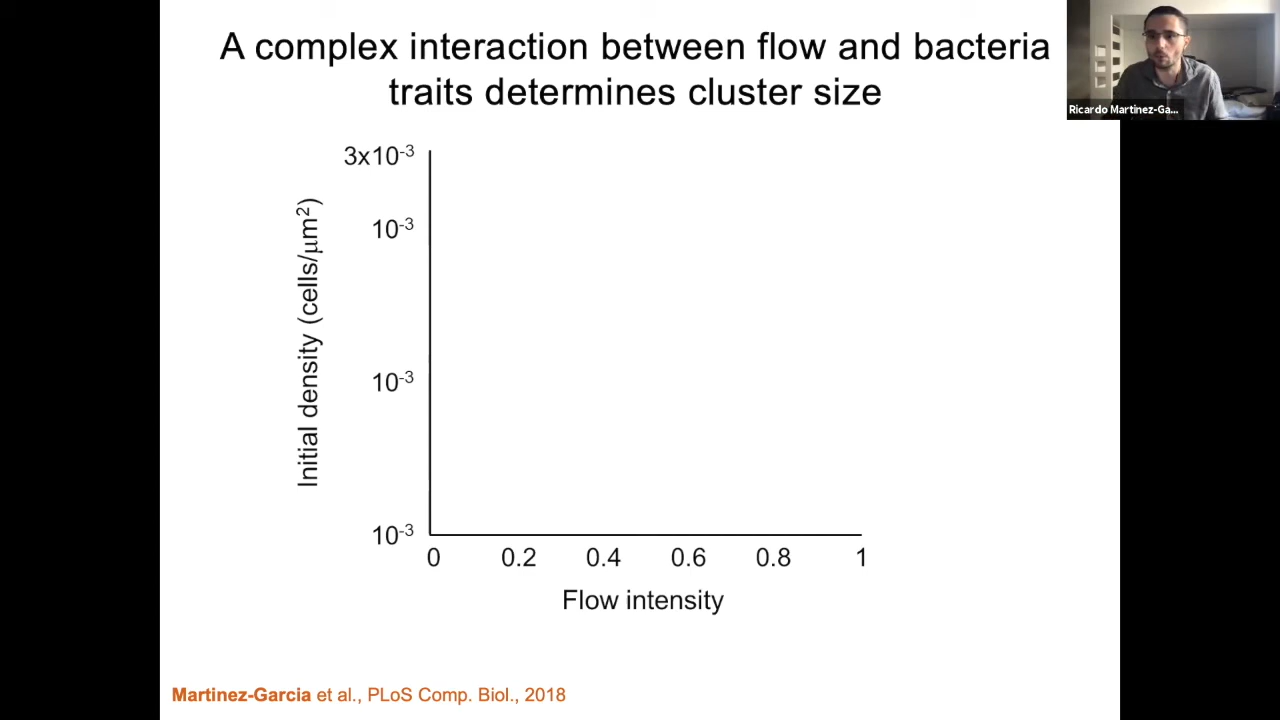 A complex interaction between flow and bacteria
traits determines cluster size
Ricardo Martinez-Ga...
3x10⁻³
10⁻³
10⁻³
10⁻³
Initial density (cells/μm²)
0 0.2 0.4 0.6 0.8 1
Flow intensity
Martinez-Garcia et al., PLoS Comp. Biol., 2018